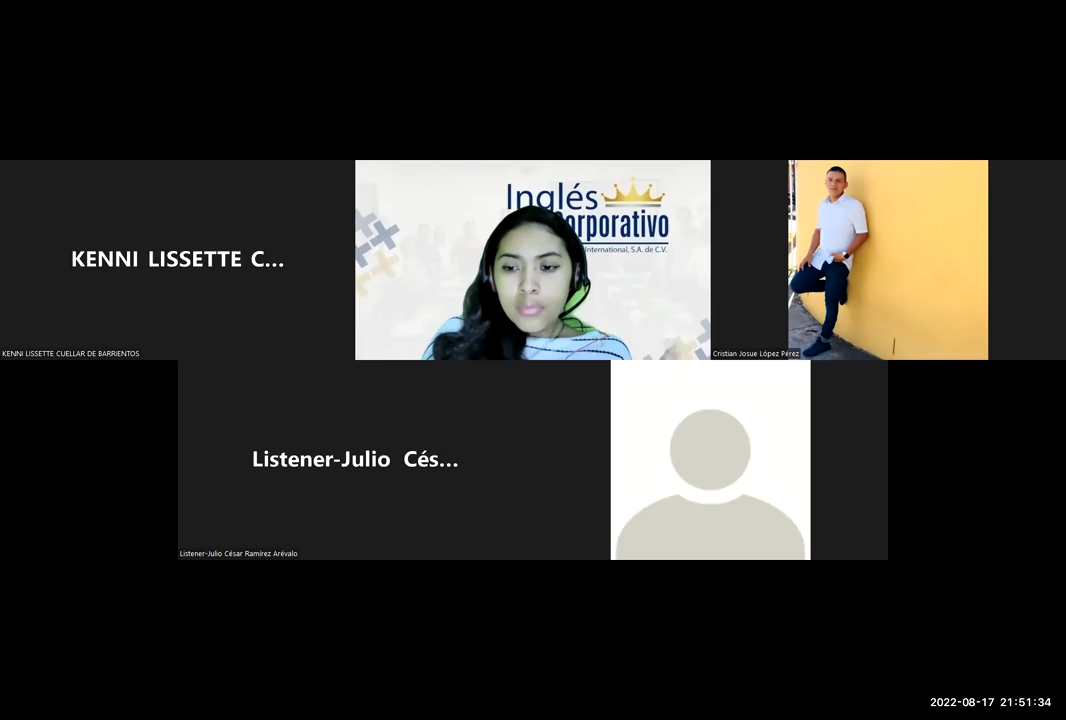 KENNI LISSETTE C...
KENNI LISSETTE CUELLAR DE BARRIENTOS
Inglés
orporativo
International, S.A. de C.V.
Cristian Josue López Pérez
Listener-Julio Cés...
Listener-Julio César Ramírez Arévalo
2022-08-17 21:51:34